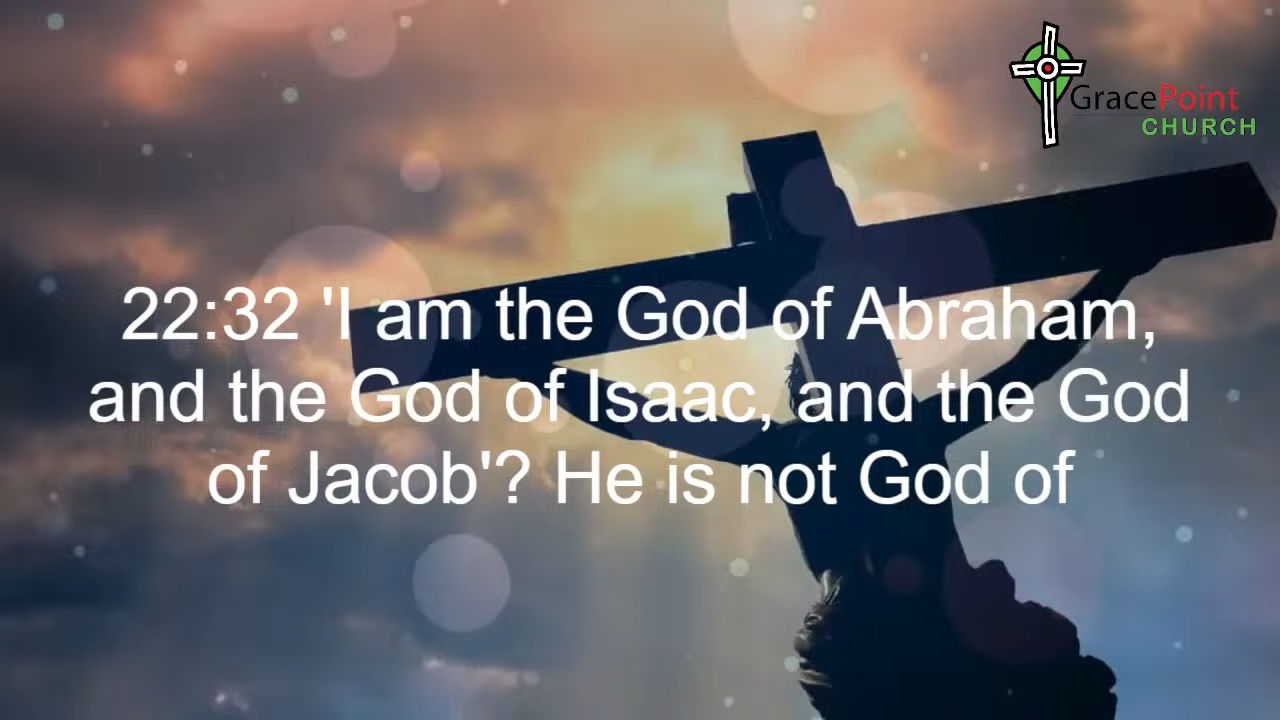 GracePoint
CHURCH
22:32 'I am the God of Abraham,
and the God of Isaac, and the God
of Jacob'? He is not God of